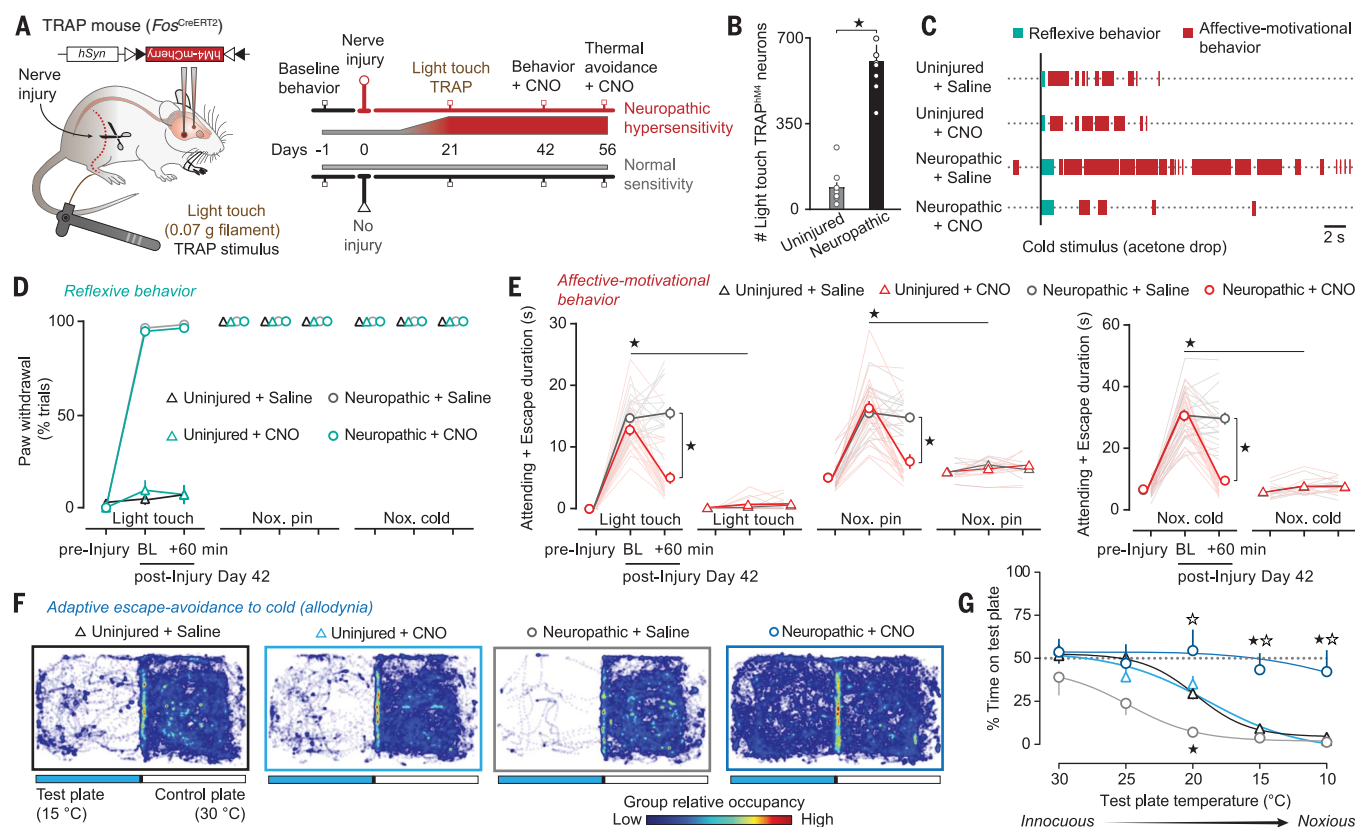 A TRAP mouse (FosCreERT2)
hSyn
hM4-mCherry
Nerve
injury
Light touch
(0.07 g filament)
TRAP stimulus
Baseline
behavior
Nerve
injury
Light touch
TRAP
Behavior
+ CNO
Thermal
avoidance
+ CNO
Neuropathic
hypersensitivity
Days -1 0 21 42 56
Normal
sensitivity
No
injury
B
# Light touch TRAPhM4 neurons
700
350
0
★
Uninjured
Neuropathic
C
Reflexive behavior
Affective-motivational
behavior
Uninjured
+ Saline
Uninjured
+ CNO
Neuropathic
+ Saline
Neuropathic
+ CNO
Cold stimulus (acetone drop)
2 s
D Reflexive behavior
Paw withdrawal
(% trials)
100
50
0
Uninjured + Saline
Neuropathic + Saline
Uninjured + CNO
Neuropathic + CNO
Light touch
Nox. pin
Nox. cold
pre-Injury BL +60 min
post-Injury Day 42
E Affective-motivational
behavior
Uninjured + Saline
Uninjured + CNO
Neuropathic + Saline
Neuropathic + CNO
Attending + Escape duration (s)
30
15
0
★
★
★
★
Light touch
Light touch
Nox. pin
Nox. pin
pre-Injury BL +60 min
post-Injury Day 42
Attending + Escape duration (s)
60
40
20
0
★
★
Nox. cold
Nox. cold
pre-Injury BL +60 min
post-Injury Day 42
F Adaptive escape-avoidance to cold (allodynia)
Uninjured + Saline
Uninjured + CNO
Neuropathic + Saline
Neuropathic + CNO
Test plate
(15 °C)
Control plate
(30 °C)
Group relative occupancy
Low
High
G
% Time on test plate
100
75
50
25
0
☆
★☆
★☆
★
30 25 20 15 10
Test plate temperature (°C)
Innocuous
Noxious